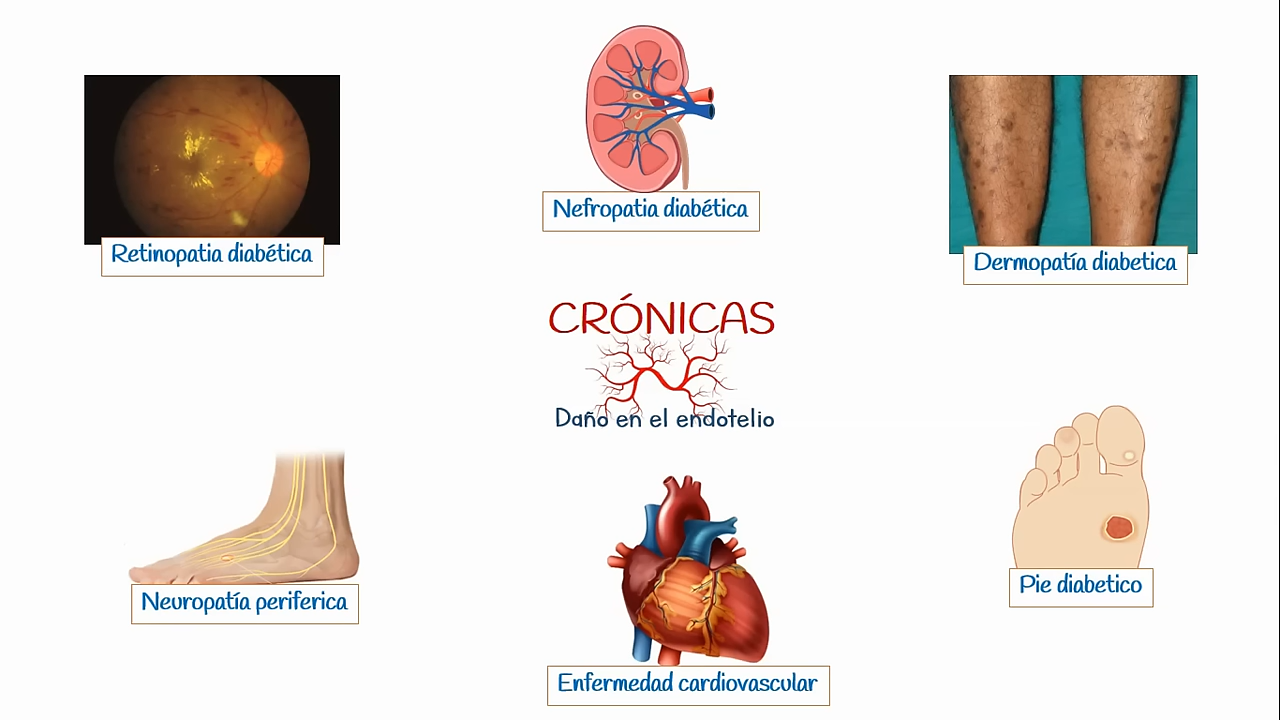 Nefropatia diabética
Retinopatia diabética
Dermopatía diabetica
CRÓNICAS
Daño en el endotelio
Neuropatía periferica
Pie diabetico
Enfermedad cardiovascular